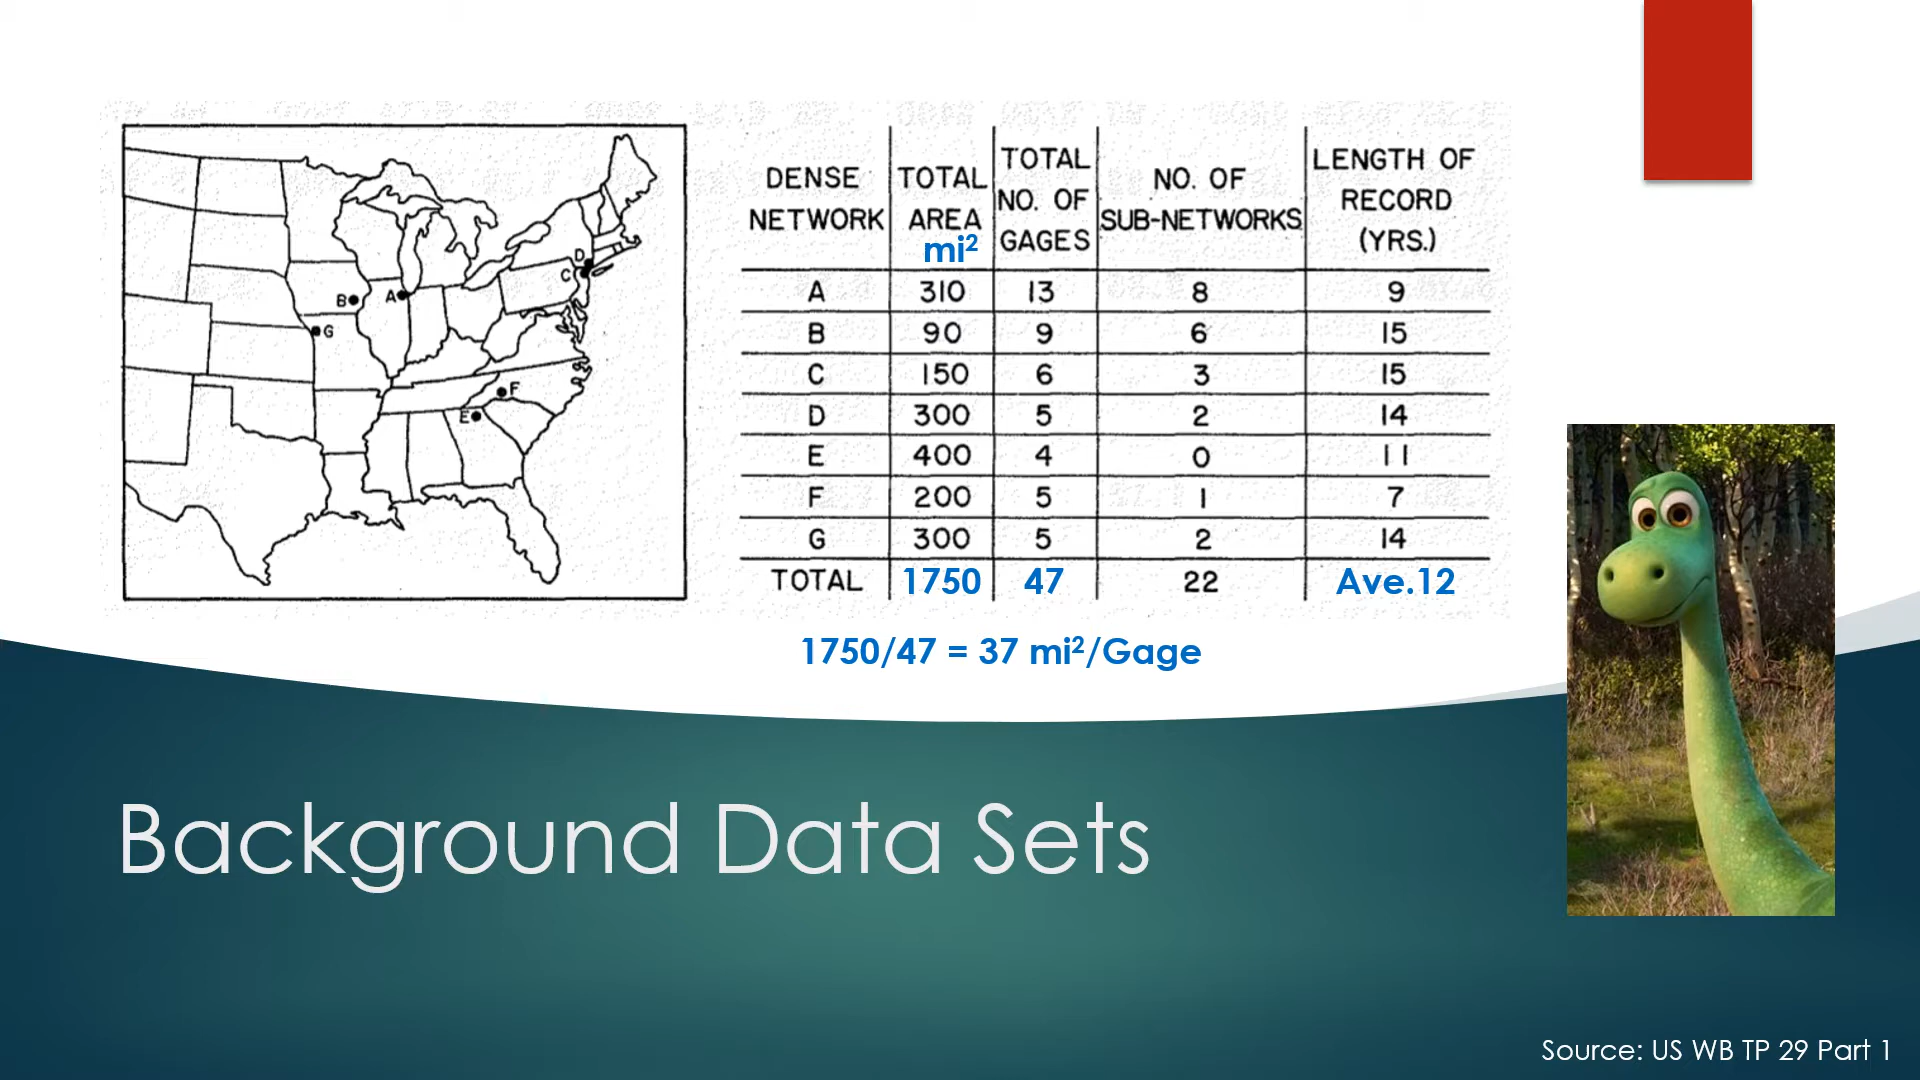 D
C
B
A
G
F
E
DENSE NETWORK | TOTAL AREA mi² | TOTAL NO. OF GAGES | NO. OF SUB-NETWORKS | LENGTH OF RECORD (YRS.)
A 310 13 8 9
B 90 9 6 15
C 150 6 3 15
D 300 5 2 14
E 400 4 0 11
F 200 5 1 7
G 300 5 2 14
TOTAL 1750 47 22 Ave.12
1750/47 = 37 mi²/Gage
Background Data Sets
Source: US WB TP 29 Part 1